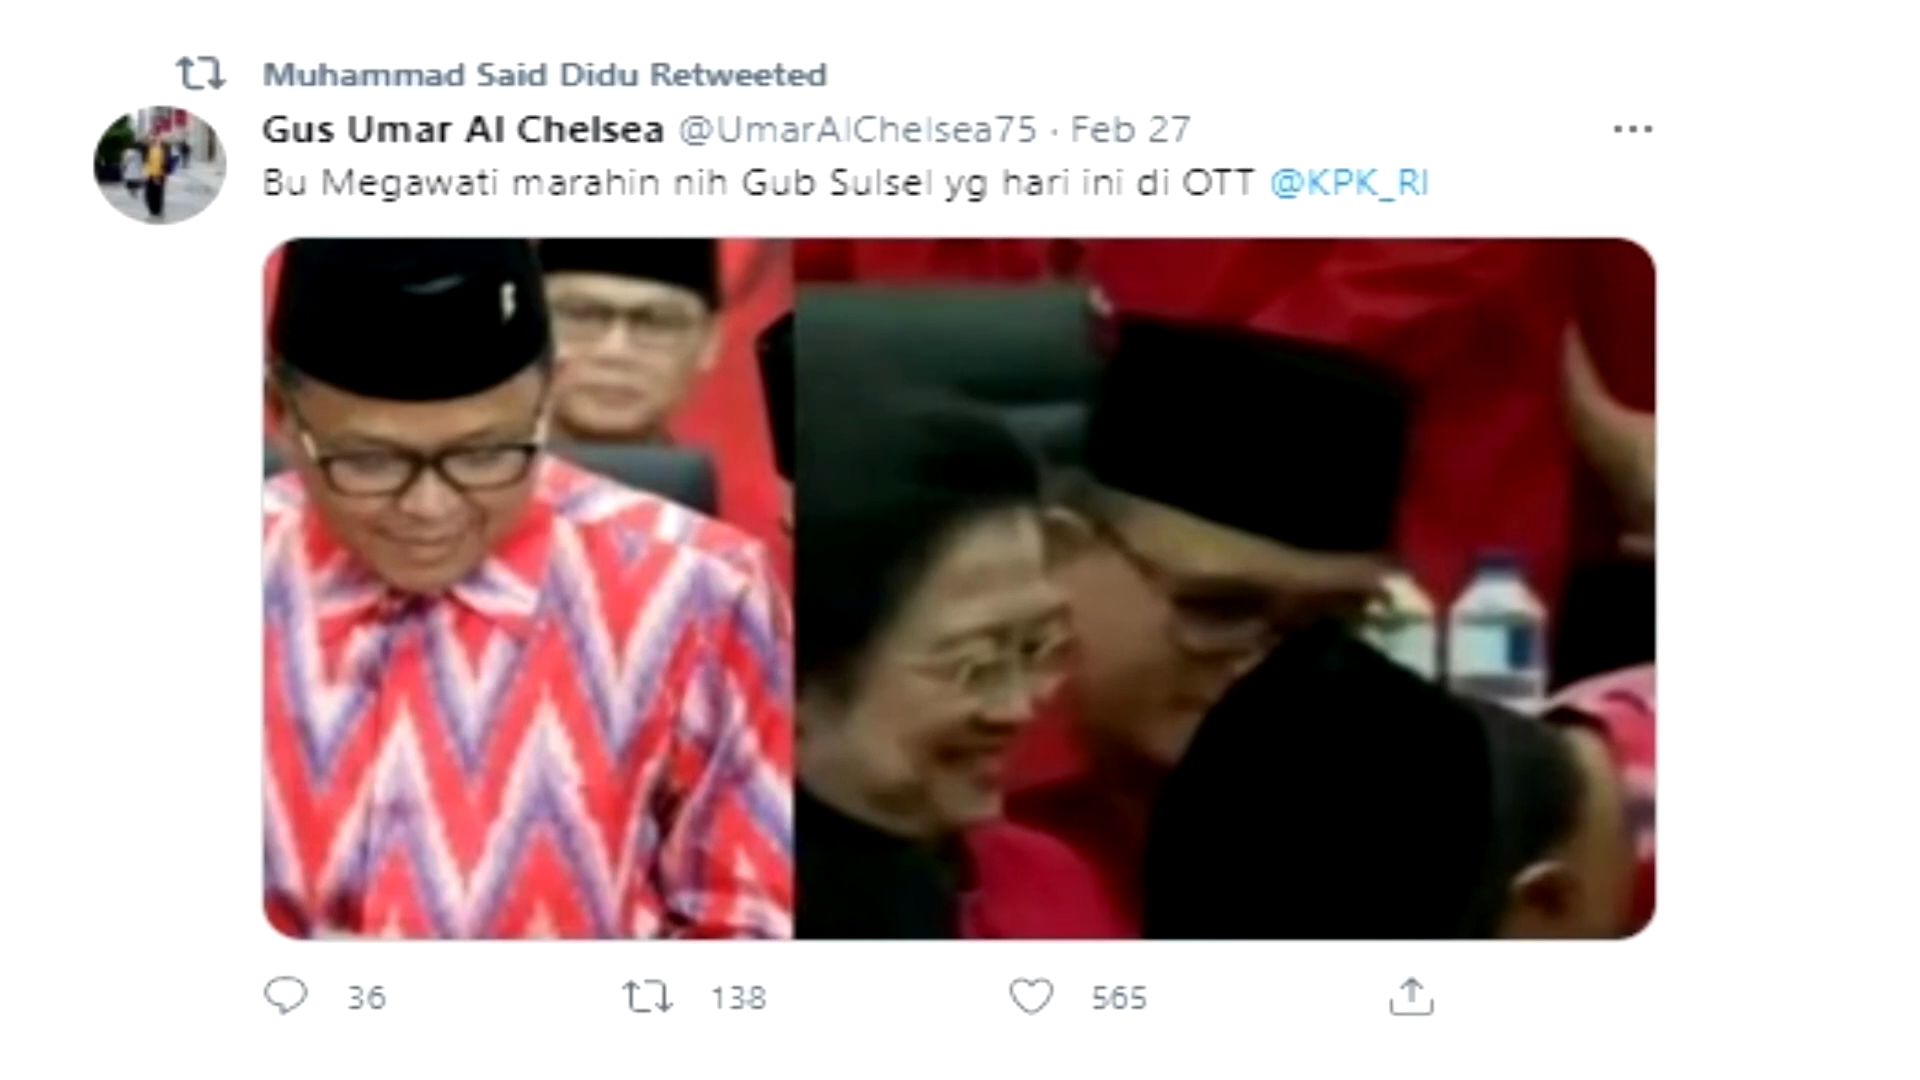 Muhammad Said Didu Retweeted
Gus Umar Al Chelsea @UmarAlChelsea75 · Feb 27
Bu Megawati marahin nih Gub Sulsel yg hari ini di OTT @KPK_RI
36 138 565